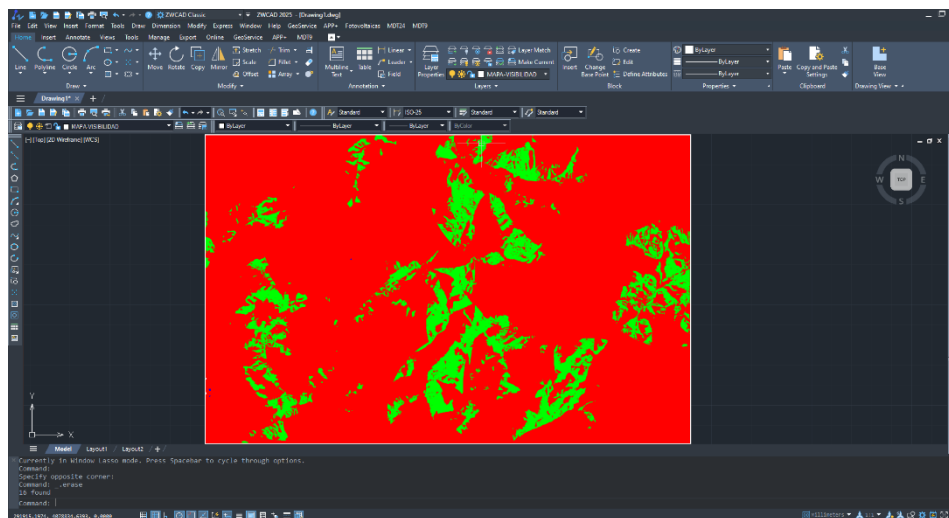 ZWCAD Classic
ZWCAD 2025 - [Drawing1.dwg]
File Edit View Insert Format Tools Draw Dimension Modify Express Window Help GeoService APP+ Fotovoltaicas MDT24 MDT9
Home Insert Annotate Views Tools Manage Export Online GeoService APP+ MDT9
Line Polyline Circle Arc
Move Rotate Copy Mirror
Stretch Trim
Scale Fillet
Offset Array
Multiline Text
Table
Linear
Leader
Field
Layer Properties
Layer Match
Make Current
MAPA-VISIBILIDAD
Insert
Change Base Point
Create
Edit
Define Attributes
ByLayer
ByLayer
ByLayer
Paste
Copy and Paste Settings
Base View
Draw
Modify
Annotation
Layers
Block
Properties
Clipboard
Drawing View
Drawing1*
Standard
ISO-25
Standard
Standard
MAPA-VISIBILIDAD
ByLayer
ByLayer
ByLayer
ByColor
[-][Top][2D Wireframe][WCS]
N
W TOP E
S
Y
X
Model Layout1 Layout2 +
Currently in Window Lasso mode. Press Spacebar to cycle through options.
Command:
Specify opposite corner:
Command: _.erase
16 found
Command:
millimeters